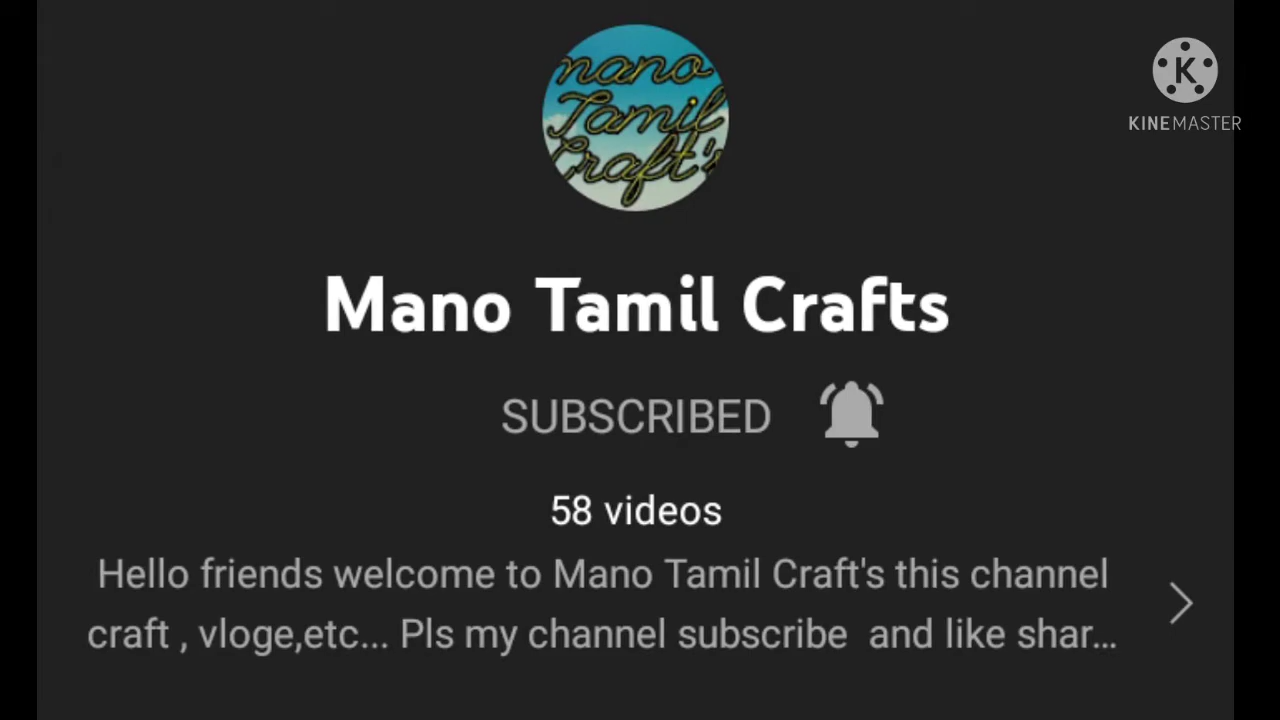 mano
Tamil
Craft's
K
KINEMASTER
Mano Tamil Crafts
SUBSCRIBED
58 videos
Hello friends welcome to Mano Tamil Craft's this channel
craft , vloge,etc... Pls my channel subscribe  and like shar...